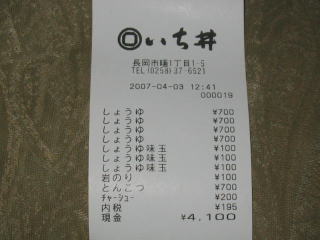 いち井
長岡市曙1丁目1-5
TEL(0258)37-6521
2007-04-03 12:41
000019
しょうゆ ¥700
しょうゆ ¥700
しょうゆ ¥700
しょうゆ ¥700
しょうゆ味玉 ¥100
しょうゆ味玉 ¥100
しょうゆ味玉 ¥100
岩のり ¥100
とんこつ ¥700
ﾁｬｰｼｭｰ ¥200
内税 ¥195
現金 ¥4,100